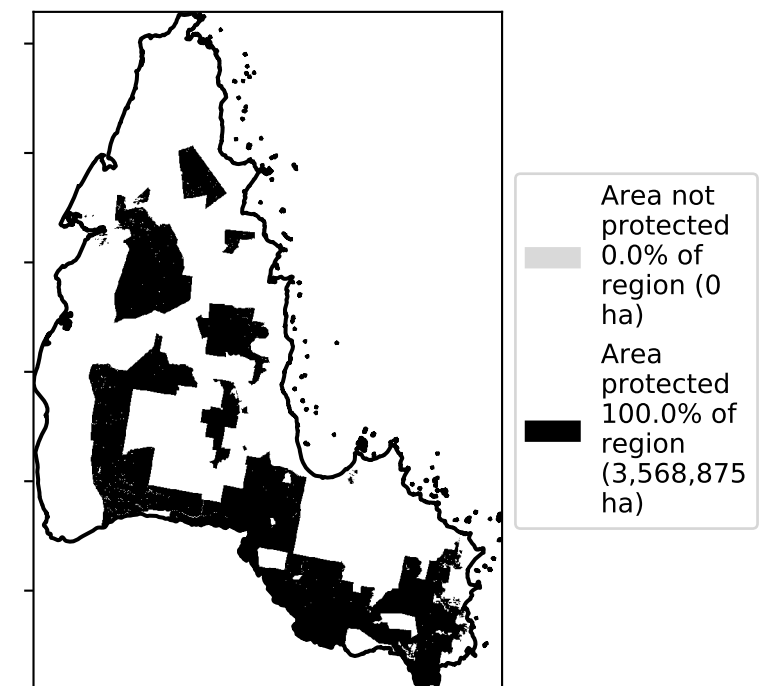 Area not
protected
0.0% of
region (0
ha)
Area
protected
100.0% of
region
(3,568,875
ha)